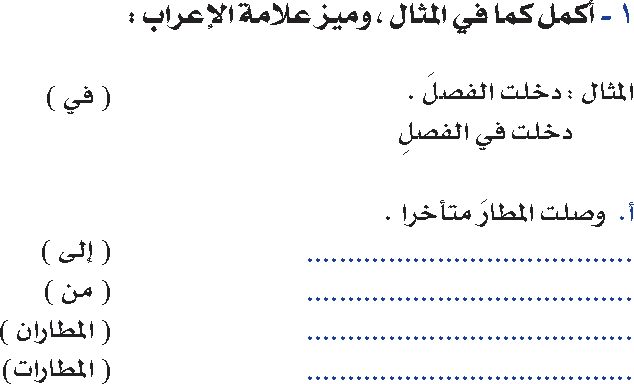 ١ - أكمل كما في المثال ، وميز علامة الإعراب :
المثال : دخلت الفصلَ . ( في )
دخلت في الفصلِ
أ. وصلت المطارَ متأخرا .
........................................ ( إلى )
........................................ ( من )
........................................ ( المطاران )
........................................ (المطارات)